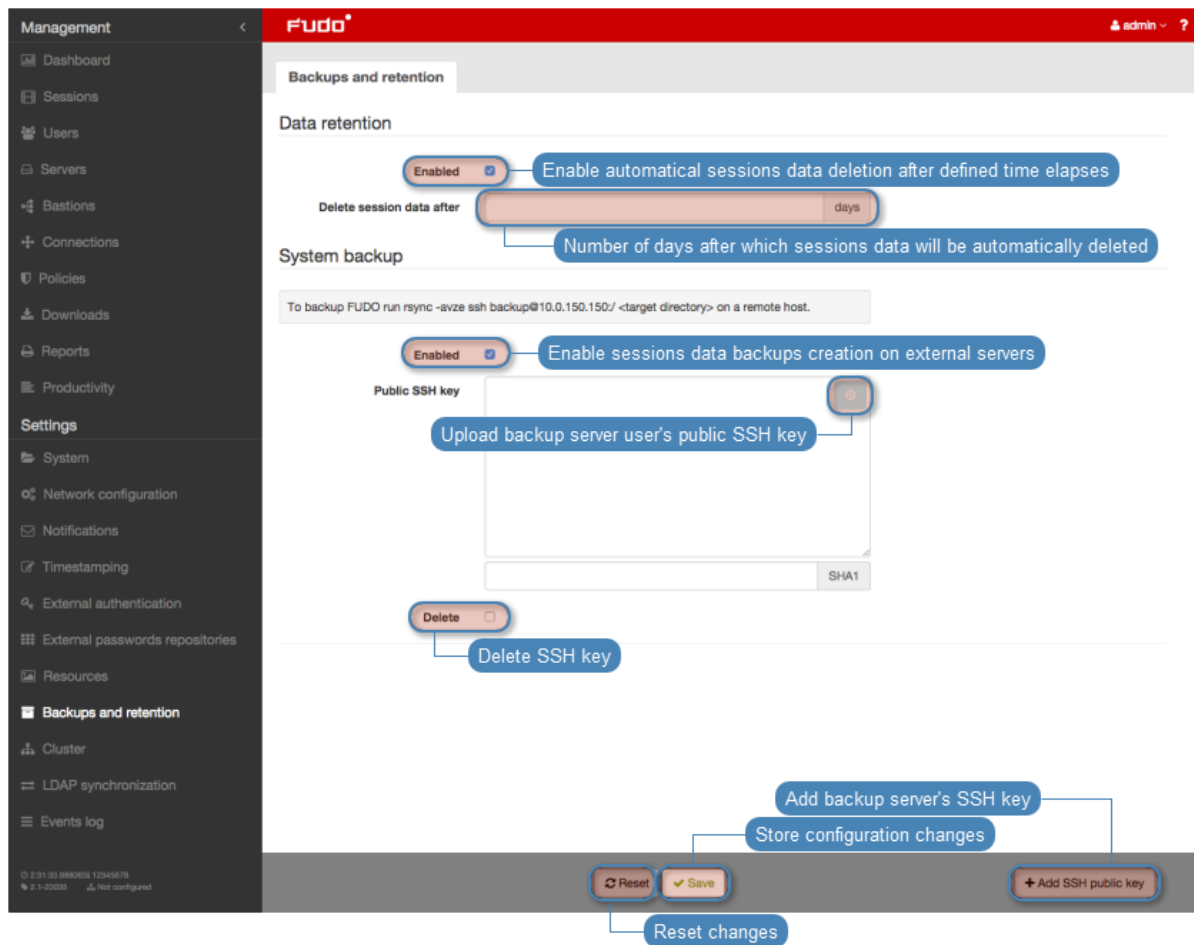 Management
Fudo
admin ?
Dashboard
Backups and retention
Sessions
Users
Data retention
Servers
Enabled
Enable automatical sessions data deletion after defined time elapses
Bastions
Delete session data after
days
Connections
Number of days after which sessions data will be automatically deleted
System backup
Policies
Downloads
To backup FUDO run rsync -avze ssh backup@10.0.150.150:/ <target directory> on a remote host.
Reports
Enabled
Enable sessions data backups creation on external servers
Productivity
Public SSH key
Settings
Upload backup server user's public SSH key
System
Network configuration
Notifications
Timestamping
SHA1
External authentication
Delete
External passwords repositories
Delete SSH key
Resources
Backups and retention
Cluster
LDAP synchronization
Add backup server's SSH key
Events log
Store configuration changes
12345678
2.1-23035 Not configured
Reset
Save
+ Add SSH public key
Reset changes